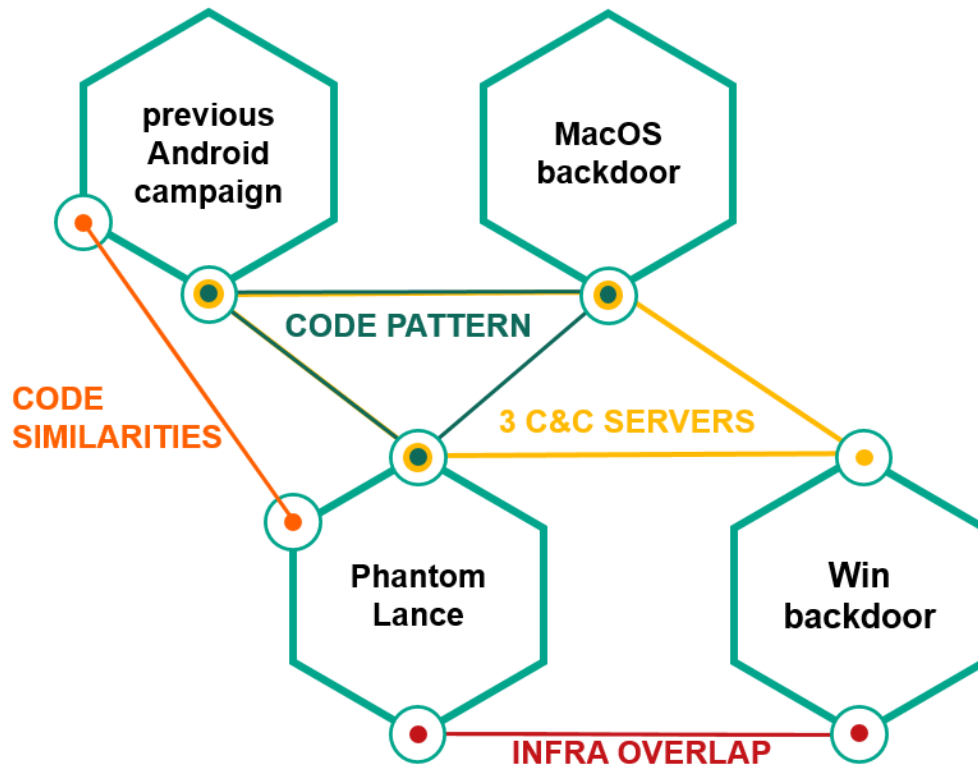 previous
Android
campaign
MacOS
backdoor
CODE PATTERN
CODE
SIMILARITIES
3 C&C SERVERS
Phantom
Lance
Win
backdoor
INFRA OVERLAP